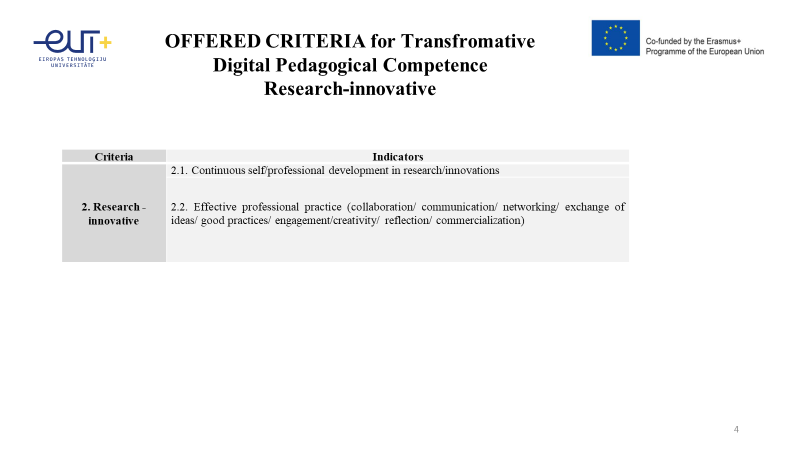 eut+
EIROPAS TEHNOLOĢIJU
UNIVERSITĀTE
OFFERED CRITERIA for Transfromative
Digital Pedagogical Competence
Research-innovative
Co-funded by the Erasmus+
Programme of the European Union
Criteria
Indicators
2. Research -
innovative
2.1. Continuous self/professional development in research/innovations
2.2. Effective professional practice (collaboration/ communication/ networking/ exchange of
ideas/ good practices/ engagement/creativity/ reflection/ commercialization)
4